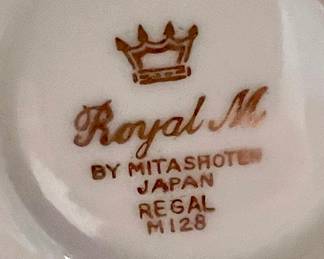 Royal M
BY MITASHOTEN
JAPAN
REGAL
M128